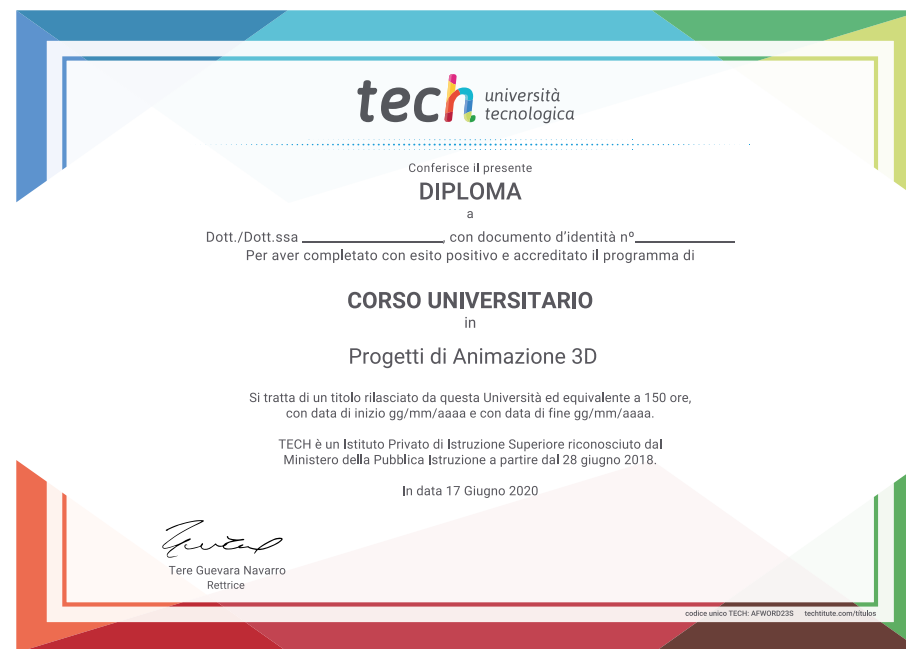 tech università
tecnologica
Conferisce il presente
DIPLOMA
a
Dott./Dott.ssa ____________________, con documento d'identità nº______________
Per aver completato con esito positivo e accreditato il programma di
CORSO UNIVERSITARIO
in
Progetti di Animazione 3D
Si tratta di un titolo rilasciato da questa Università ed equivalente a 150 ore,
con data di inizio gg/mm/aaaa e con data di fine gg/mm/aaaa.
TECH è un Istituto Privato di Istruzione Superiore riconosciuto dal
Ministero della Pubblica Istruzione a partire dal 28 giugno 2018.
In data 17 Giugno 2020
Tere Guevara Navarro
Rettrice
codice unico TECH: AFWORD23S techtitute.com/titulos